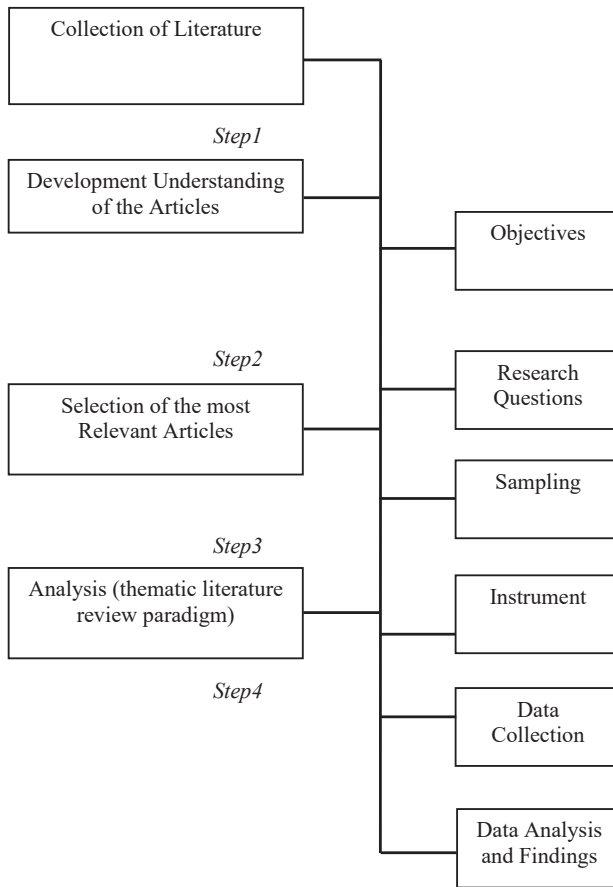 Collection of Literature
Step1
Development Understanding
of the Articles
Step2
Selection of the most
Relevant Articles
Step3
Analysis (thematic literature
review paradigm)
Step4
Objectives
Research
Questions
Sampling
Instrument
Data
Collection
Data Analysis
and Findings